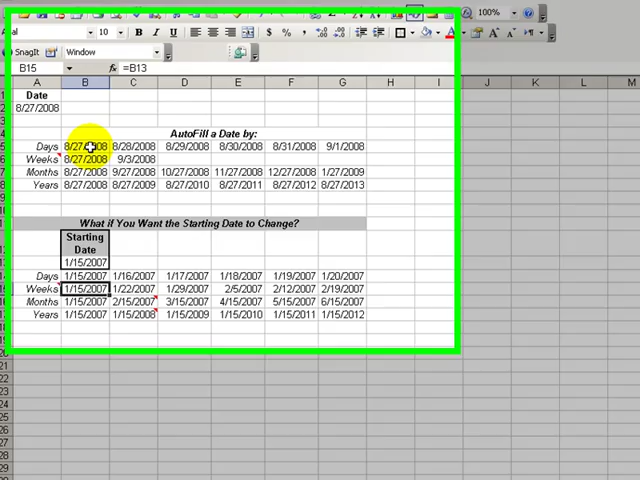 10 B I U $ % 100%
SnagIt Window
B15 fx =B13
A B C D E F G H I J K L
Date
8/27/2008
AutoFill a Date by:
Days 8/27/2008 8/28/2008 8/29/2008 8/30/2008 8/31/2008 9/1/2008
Weeks 8/27/2008 9/3/2008
Months 8/27/2008 9/27/2008 10/27/2008 11/27/2008 12/27/2008 1/27/2009
Years 8/27/2008 8/27/2009 8/27/2010 8/27/2011 8/27/2012 8/27/2013
What if You Want the Starting Date to Change?
Starting
Date
1/15/2007
Days 1/15/2007 1/16/2007 1/17/2007 1/18/2007 1/19/2007 1/20/2007
Weeks 1/15/2007 1/22/2007 1/29/2007 2/5/2007 2/12/2007 2/19/2007
Months 1/15/2007 2/15/2007 3/15/2007 4/15/2007 5/15/2007 6/15/2007
Years 1/15/2007 1/15/2008 1/15/2009 1/15/2010 1/15/2011 1/15/2012